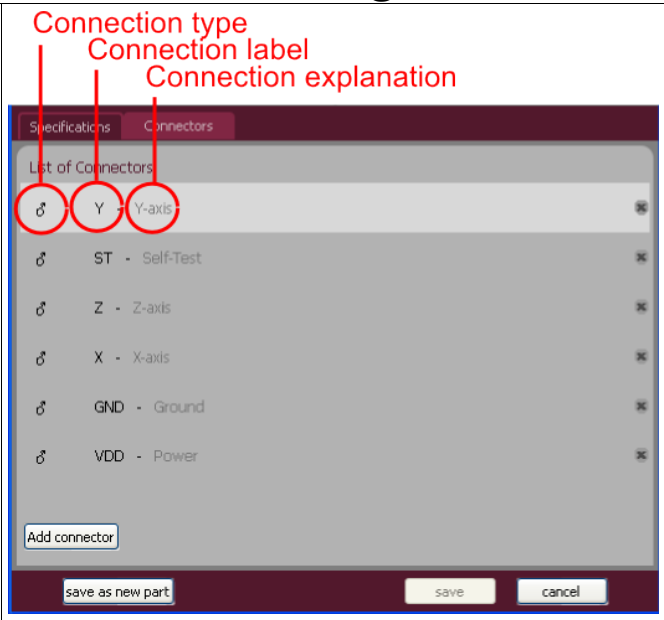 Connection type
Connection label
Connection explanation
Specifications Connectors
List of Connectors
♂ Y - Y-axis
♂ ST - Self-Test
♂ Z - Z-axis
♂ X - X-axis
♂ GND - Ground
♂ VDD - Power
Add connector
save as new part save cancel